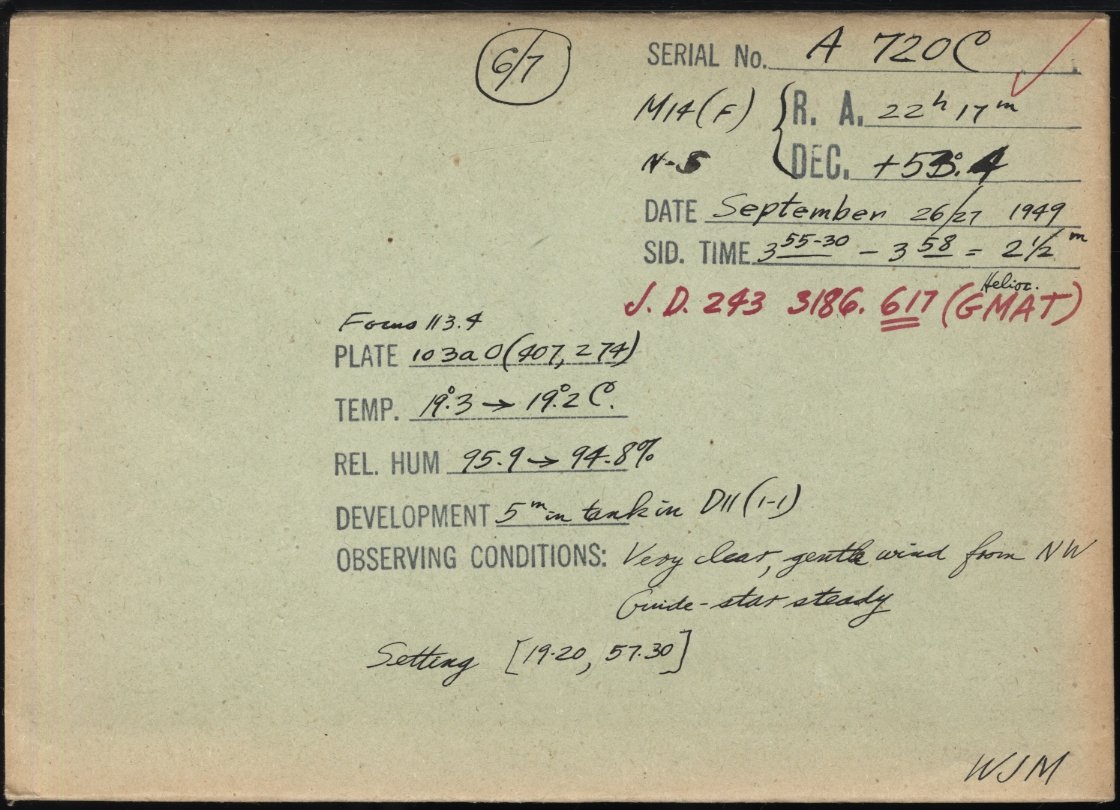 6/7
SERIAL No. A 720C
M14(F) R. A. 22h 17m
N-S DEC. +53°.4
DATE September 26/27 1949
SID. TIME 3 55-30 – 3 58 = 2 1/2 m
Helioc.
J. D. 243 3186. 617 (GMAT)
Focus 113.4
PLATE 103a O(407, 274)
TEMP. 19°.3 → 19°.2 C.
REL. HUM 95.9 → 94.8%
DEVELOPMENT 5m in tank in D11 (1-1)
OBSERVING CONDITIONS: Very clear, gentle wind from NW
Guide-star steady
Setting [19.20, 57.30]
WJM